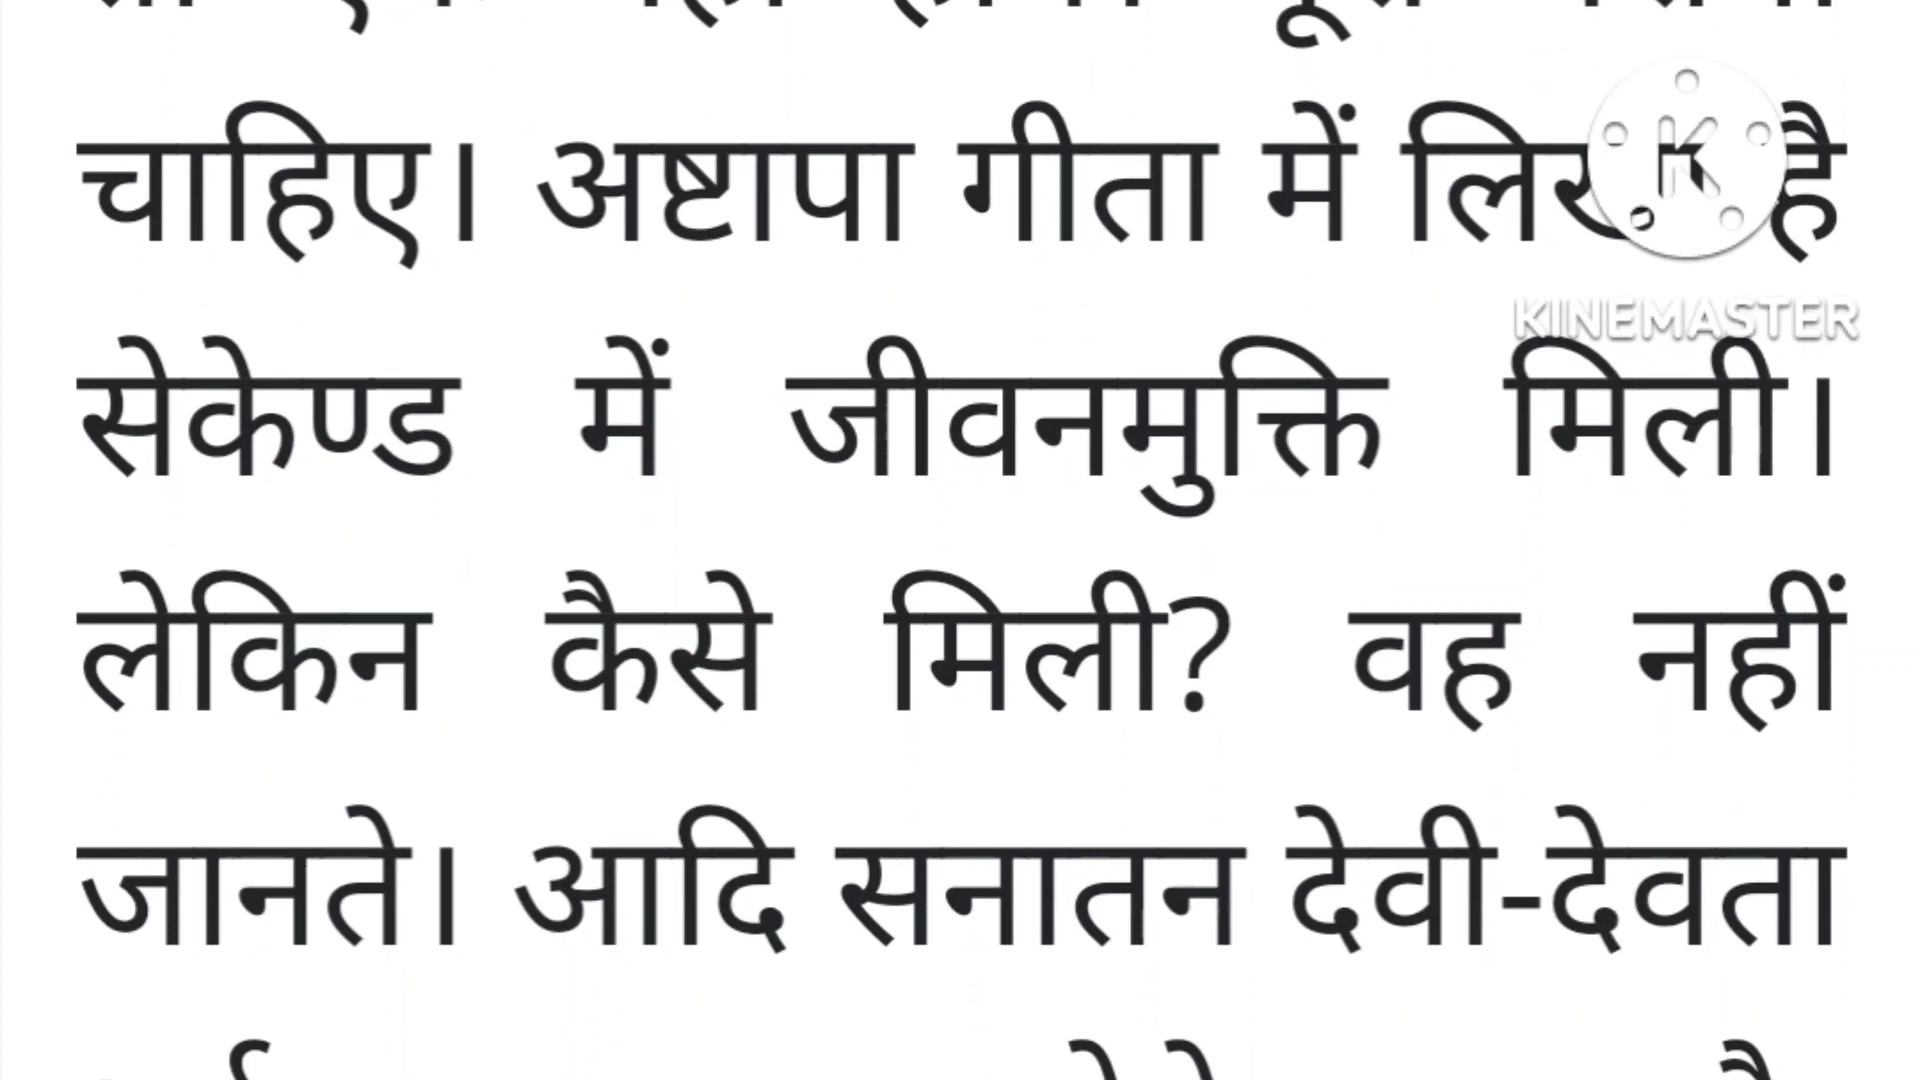 चाहिए। अष्टापा गीता में है
KINEMASTER
सेकेण्ड में जीवनमुक्ति मिली।
लेकिन कैसे मिली? वह नहीं
जानते। आदि सनातन देवी-देवता